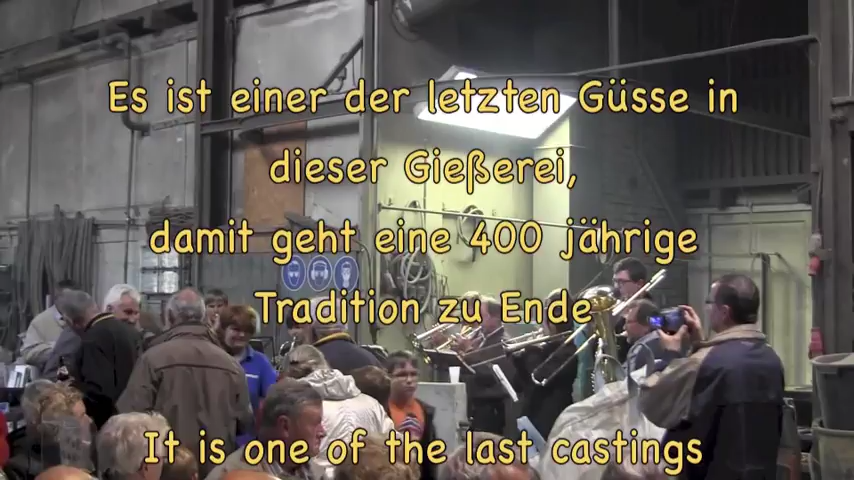 Es ist einer der letzten Güsse in
dieser Gießerei,
damit geht eine 400 jährige
Tradition zu Ende
It is one of the last castings